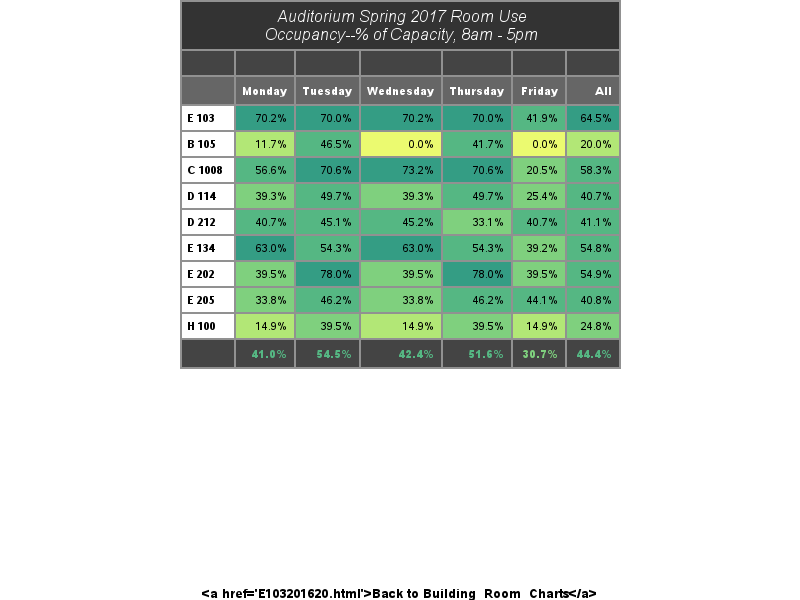 Auditorium Spring 2017 Room Use
Occupancy--% of Capacity, 8am - 5pm
Monday Tuesday Wednesday Thursday Friday All
E 103 70.2% 70.0% 70.2% 70.0% 41.9% 64.5%
B 105 11.7% 46.5% 0.0% 41.7% 0.0% 20.0%
C 1008 56.6% 70.6% 73.2% 70.6% 20.5% 58.3%
D 114 39.3% 49.7% 39.3% 49.7% 25.4% 40.7%
D 212 40.7% 45.1% 45.2% 33.1% 40.7% 41.1%
E 134 63.0% 54.3% 63.0% 54.3% 39.2% 54.8%
E 202 39.5% 78.0% 39.5% 78.0% 39.5% 54.9%
E 205 33.8% 46.2% 33.8% 46.2% 44.1% 40.8%
H 100 14.9% 39.5% 14.9% 39.5% 14.9% 24.8%
41.0% 54.5% 42.4% 51.6% 30.7% 44.4%
<a href='E103201620.html'>Back to Building_Room_Charts</a>